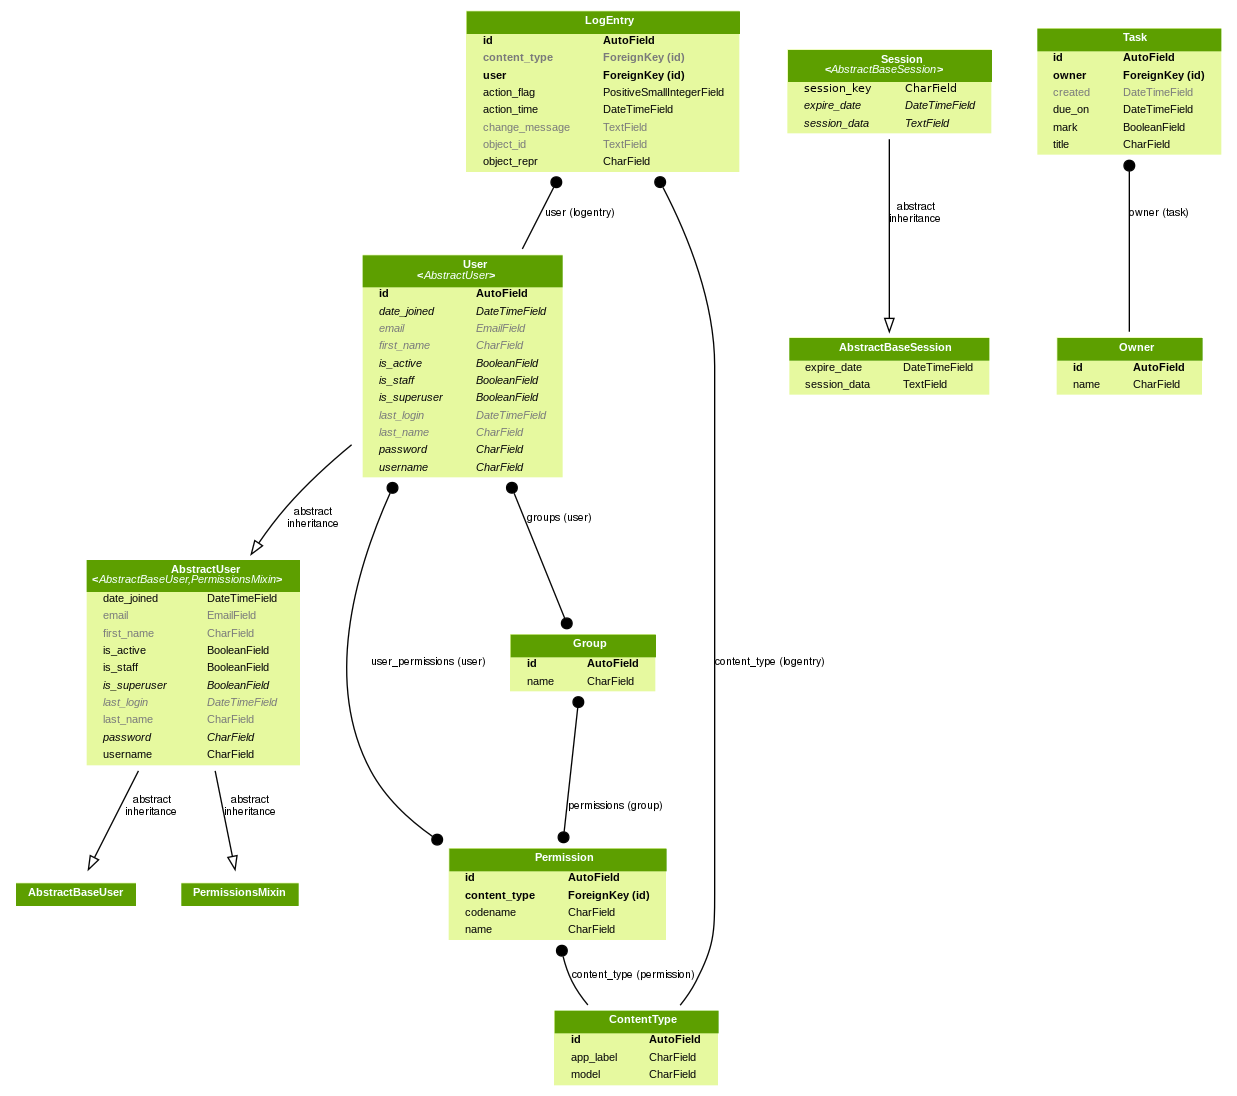 LogEntry
id AutoField
content_type ForeignKey (id)
user ForeignKey (id)
action_flag PositiveSmallIntegerField
action_time DateTimeField
change_message TextField
object_id TextField
object_repr CharField
Session
<AbstractBaseSession>
session_key CharField
expire_date DateTimeField
session_data TextField
Task
id AutoField
owner ForeignKey (id)
created DateTimeField
due_on DateTimeField
mark BooleanField
title CharField
user (logentry)
abstract
inheritance
owner (task)
User
<AbstractUser>
id AutoField
date_joined DateTimeField
email EmailField
first_name CharField
is_active BooleanField
is_staff BooleanField
is_superuser BooleanField
last_login DateTimeField
last_name CharField
password CharField
username CharField
AbstractBaseSession
expire_date DateTimeField
session_data TextField
Owner
id AutoField
name CharField
abstract
inheritance
groups (user)
AbstractUser
<AbstractBaseUser,PermissionsMixin>
date_joined DateTimeField
email EmailField
first_name CharField
is_active BooleanField
is_staff BooleanField
is_superuser BooleanField
last_login DateTimeField
last_name CharField
password CharField
username CharField
user_permissions (user)
Group
id AutoField
name CharField
content_type (logentry)
abstract
inheritance
abstract
inheritance
permissions (group)
AbstractBaseUser
PermissionsMixin
Permission
id AutoField
content_type ForeignKey (id)
codename CharField
name CharField
content_type (permission)
ContentType
id AutoField
app_label CharField
model CharField